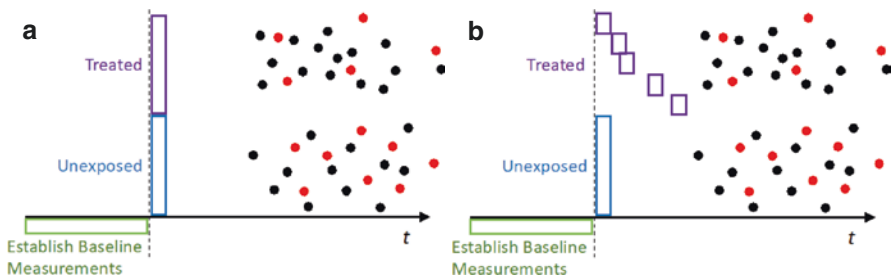 a
Treated
Unexposed
t
Establish Baseline
Measurements
b
Treated
Unexposed
t
Establish Baseline
Measurements